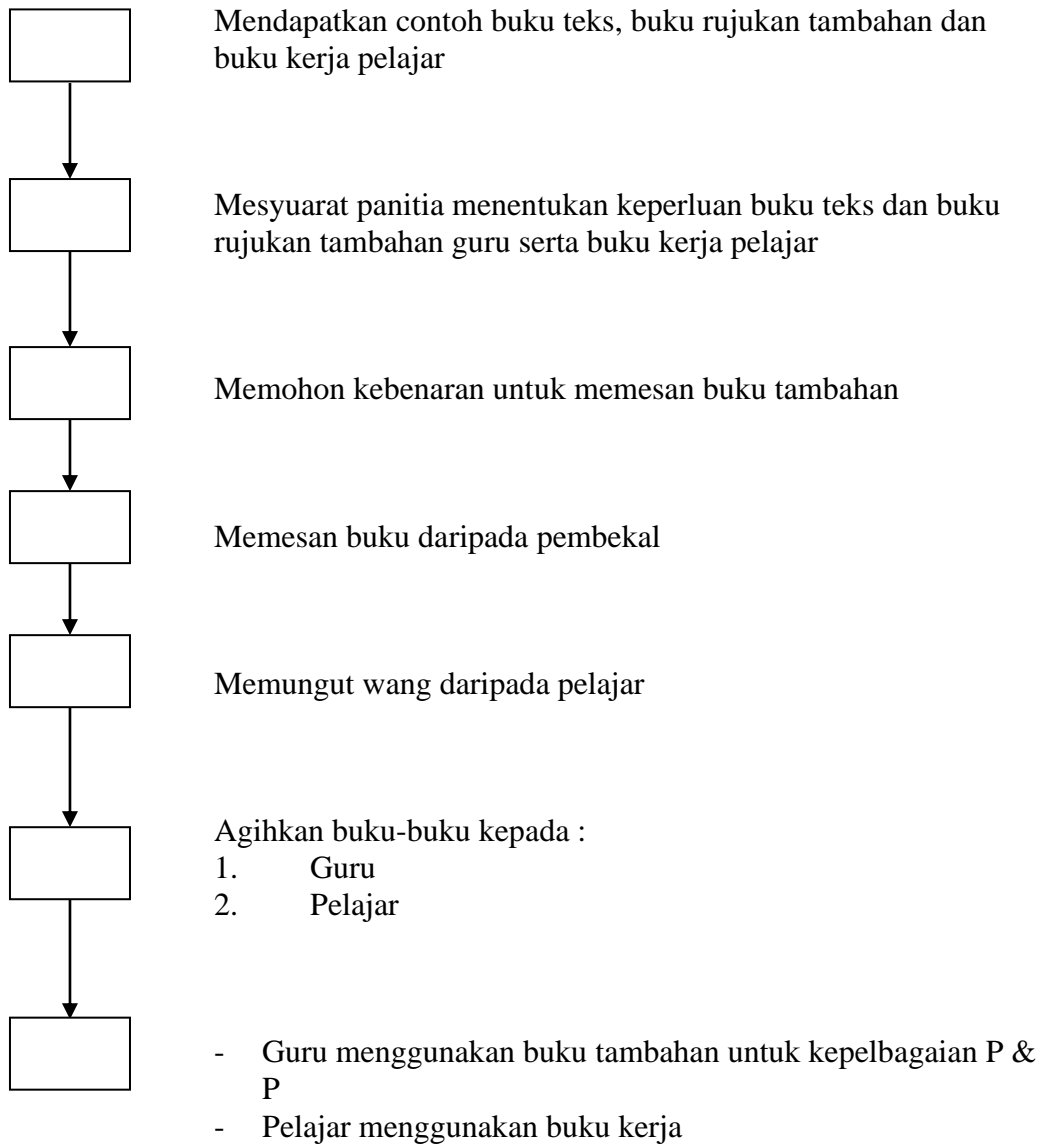 Mendapatkan contoh buku teks, buku rujukan tambahan dan
buku kerja pelajar
Mesyuarat panitia menentukan keperluan buku teks dan buku
rujukan tambahan guru serta buku kerja pelajar
Memohon kebenaran untuk memesan buku tambahan
Memesan buku daripada pembekal
Memungut wang daripada pelajar
Agihkan buku-buku kepada :
1. Guru
2. Pelajar
- Guru menggunakan buku tambahan untuk kepelbagaian P &
P
- Pelajar menggunakan buku kerja